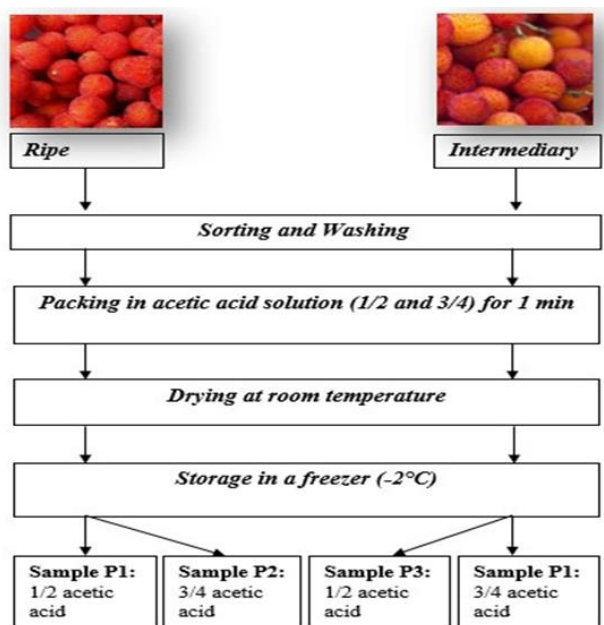 Ripe
Intermediary
Sorting and Washing
Packing in acetic acid solution (1/2 and 3/4) for 1 min
Drying at room temperature
Storage in a freezer (-2°C)
Sample P1:
1/2 acetic
acid
Sample P2:
3/4 acetic
acid
Sample P3:
1/2 acetic
acid
Sample P1:
3/4 acetic
acid